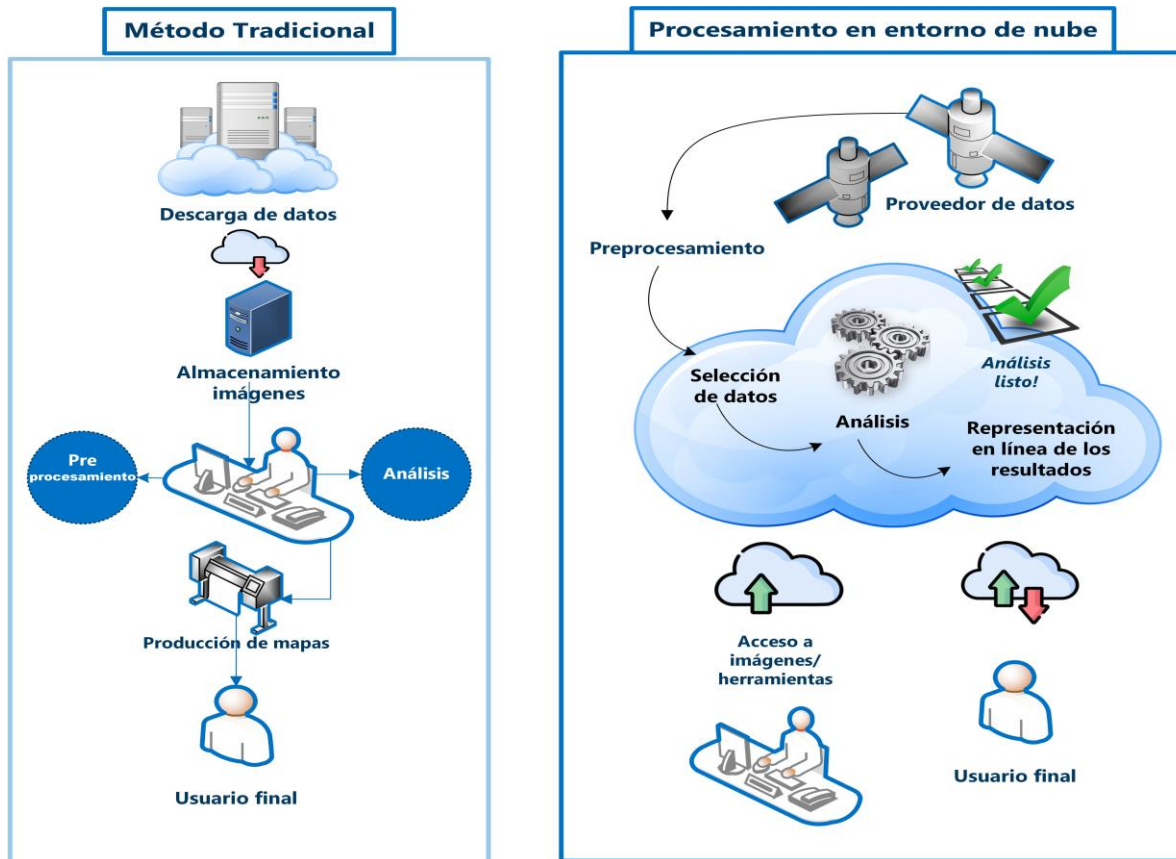 Método Tradicional
Descarga de datos
Almacenamiento
imágenes
Pre
procesamiento
Análisis
Producción de mapas
Usuario final
Procesamiento en entorno de nube
Proveedor de datos
Preprocesamiento
Selección
de datos
Análisis
Análisis
listo!
Representación
en línea de los
resultados
Acceso a
imágenes/
herramientas
Usuario final